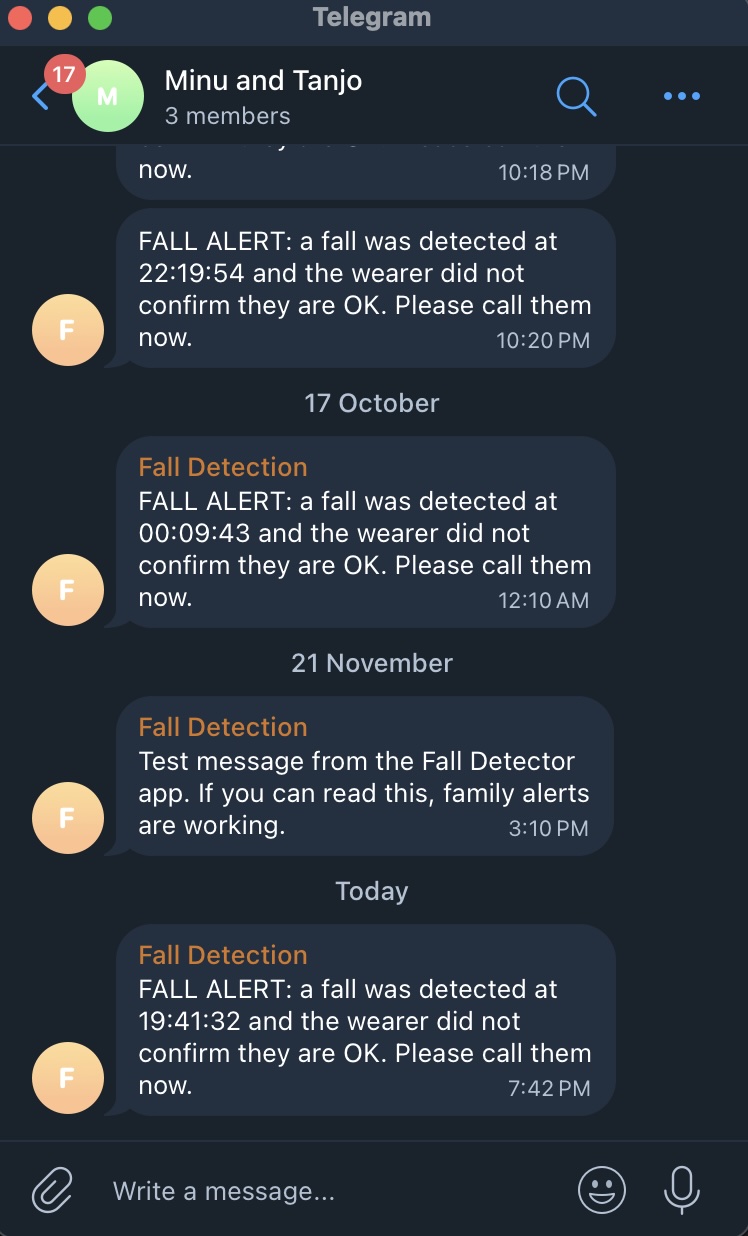 Telegram
17
M
Minu and Tanjo
3 members
now.
10:18 PM
FALL ALERT: a fall was detected at
22:19:54 and the wearer did not
confirm they are OK. Please call them
now.
10:20 PM
F
17 October
Fall Detection
FALL ALERT: a fall was detected at
00:09:43 and the wearer did not
confirm they are OK. Please call them
now.
12:10 AM
F
21 November
Fall Detection
Test message from the Fall Detector
app. If you can read this, family alerts
are working.
3:10 PM
F
Today
Fall Detection
FALL ALERT: a fall was detected at
19:41:32 and the wearer did not
confirm they are OK. Please call them
now.
7:42 PM
F
Write a message...